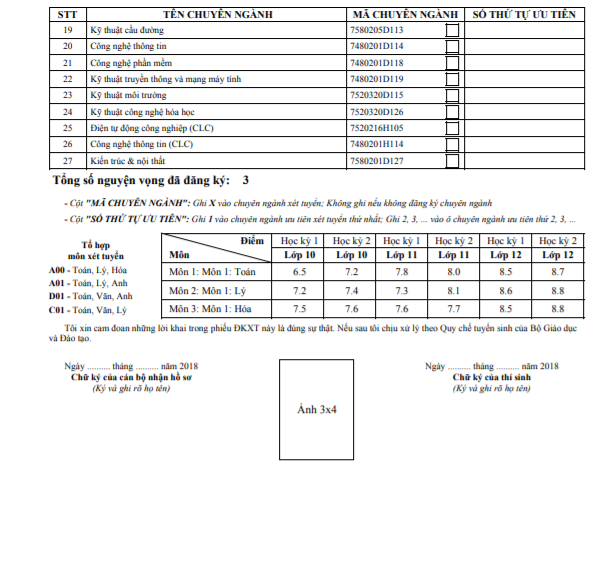 STT TÊN CHUYÊN NGÀNH MÃ CHUYÊN NGÀNH SỐ THỨ TỰ ƯU TIÊN
19 Kỹ thuật cầu đường 7580205D113
20 Công nghệ thông tin 7480201D114
21 Công nghệ phần mềm 7480201D118
22 Kỹ thuật truyền thông và mạng máy tính 7480201D119
23 Kỹ thuật môi trường 7520320D115
24 Kỹ thuật công nghệ hóa học 7520320D126
25 Điện tự động công nghiệp (CLC) 7520216H105
26 Công nghệ thông tin (CLC) 7480201H114
27 Kiến trúc & nội thất 7580201D127
Tổng số nguyện vọng đã đăng ký: 3
- Cột "MÃ CHUYÊN NGÀNH": Ghi X vào chuyên ngành xét tuyển; Không ghi nếu không đăng ký chuyên ngành
- Cột "SỐ THỨ TỰ ƯU TIÊN": Ghi 1 vào chuyên ngành ưu tiên xét tuyển thứ nhất; Ghi 2, 3, ... vào ô chuyên ngành ưu tiên thứ 2, 3, ...
Tổ hợp
môn xét tuyển
A00 - Toán, Lý, Hóa
A01 - Toán, Lý, Anh
D01 - Toán, Văn, Anh
C01 - Toán, Văn, Lý
Điểm Học kỳ 1 Học kỳ 2 Học kỳ 1 Học kỳ 2 Học kỳ 1 Học kỳ 2
Môn Lớp 10 Lớp 10 Lớp 11 Lớp 11 Lớp 12 Lớp 12
Môn 1: Môn 1: Toán 6.5 7.2 7.8 8.0 8.5 8.7
Môn 2: Môn 1: Lý 7.2 7.4 7.3 8.1 8.6 8.8
Môn 3: Môn 1: Hóa 7.5 7.6 7.6 7.7 8.5 8.8
Tôi xin cam đoan những lời khai trong phiếu ĐKXT này là đúng sự thật. Nếu sau tôi chịu xử lý theo Quy chế tuyển sinh của Bộ Giáo dục
và Đào tạo.
Ngày .......... tháng .......... năm 2018
Chữ ký của cán bộ nhận hồ sơ
(Ký và ghi rõ họ tên)
Ảnh 3x4
Ngày .......... tháng .......... năm 2018
Chữ ký của thí sinh
(Ký và ghi rõ họ tên)